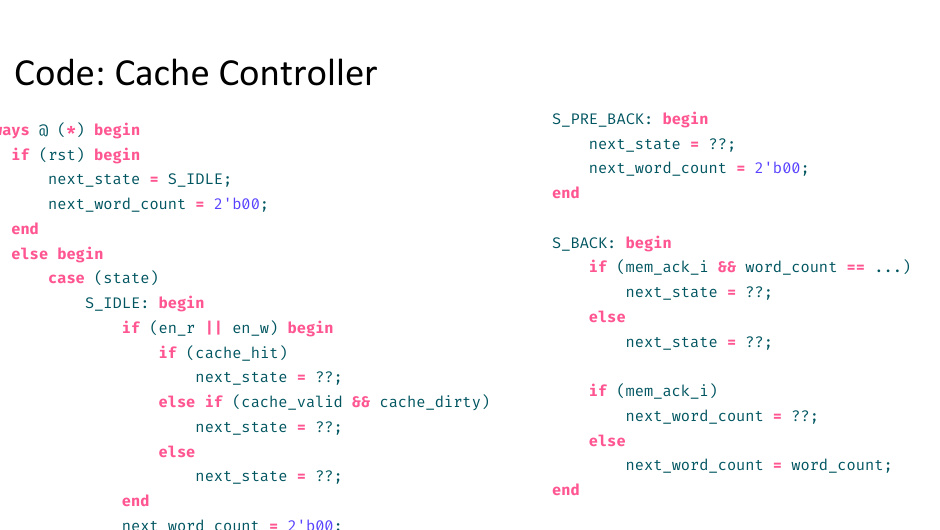 Code: Cache Controller
ways @ (*) begin
if (rst) begin
next_state = S_IDLE;
next_word_count = 2'b00;
end
else begin
case (state)
S_IDLE: begin
if (en_r || en_w) begin
if (cache_hit)
next_state = ??;
else if (cache_valid && cache_dirty)
next_state = ??;
else
next_state = ??;
end
next_word_count = 2'b00;
S_PRE_BACK: begin
next_state = ??;
next_word_count = 2'b00;
end
S_BACK: begin
if (mem_ack_i && word_count == ...)
next_state = ??;
else
next_state = ??;
if (mem_ack_i)
next_word_count = ??;
else
next_word_count = word_count;
end